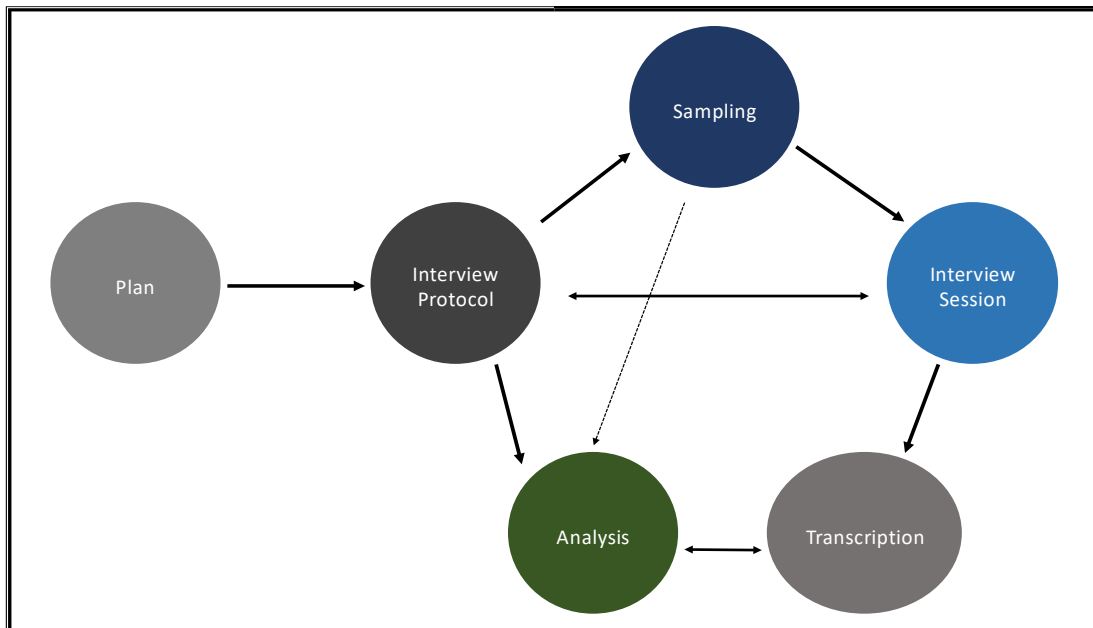 Sampling
Plan
Interview
Protocol
Interview
Session
Analysis
Transcription